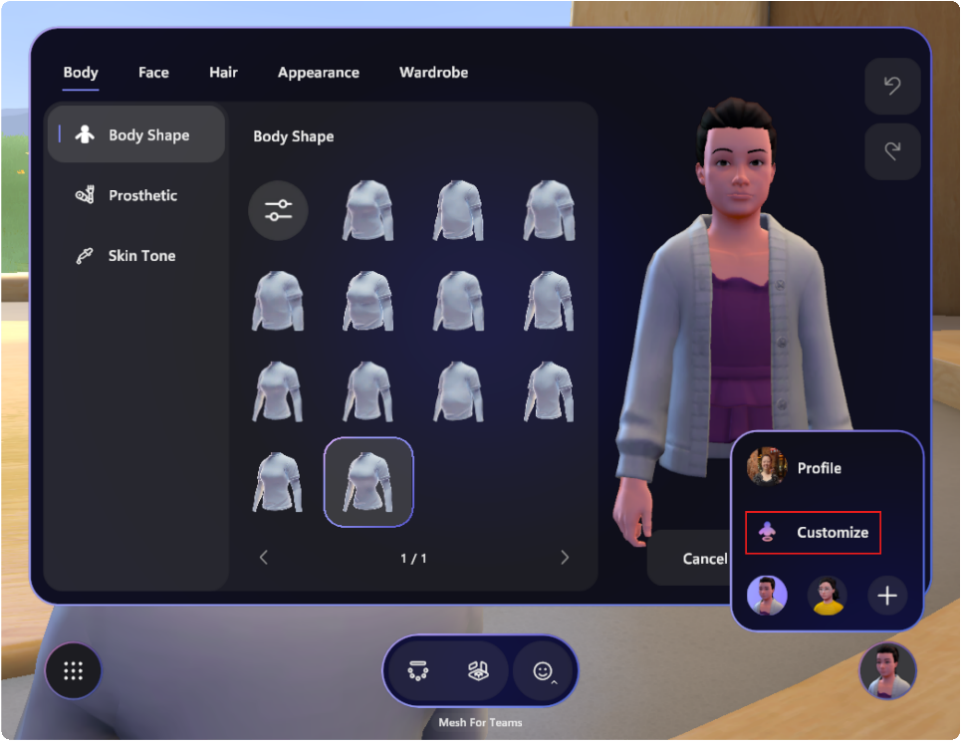 Body Face Hair Appearance Wardrobe
Body Shape
Prosthetic
Skin Tone
Body Shape
1 / 1
Cancel
Profile
Customize
Mesh For Teams